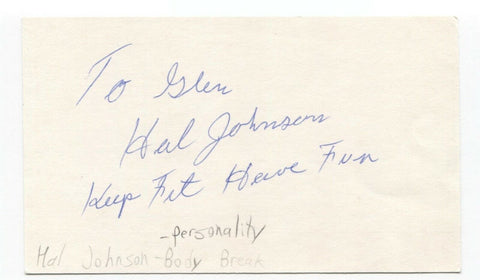 To Glen
Hal Johnson
Keep Fit Have Fun
-personality
Hal Johnson-Body Break